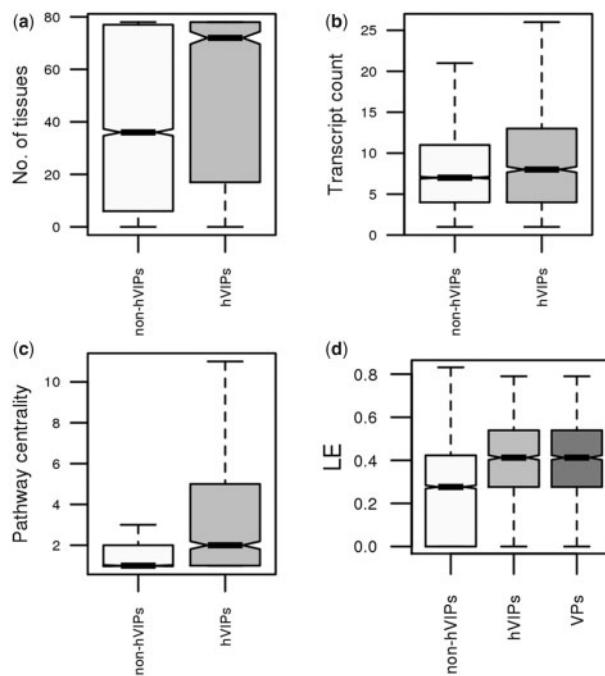 (a)
No. of tissues
80
60
40
20
0
non-hVIPs
hVIPs
(b)
Transcript count
25
20
15
10
5
0
non-hVIPs
hVIPs
(c)
Pathway centrality
10
8
6
4
2
non-hVIPs
hVIPs
(d)
LE
0.8
0.6
0.4
0.2
0.0
non-hVIPs
hVIPs
VPs